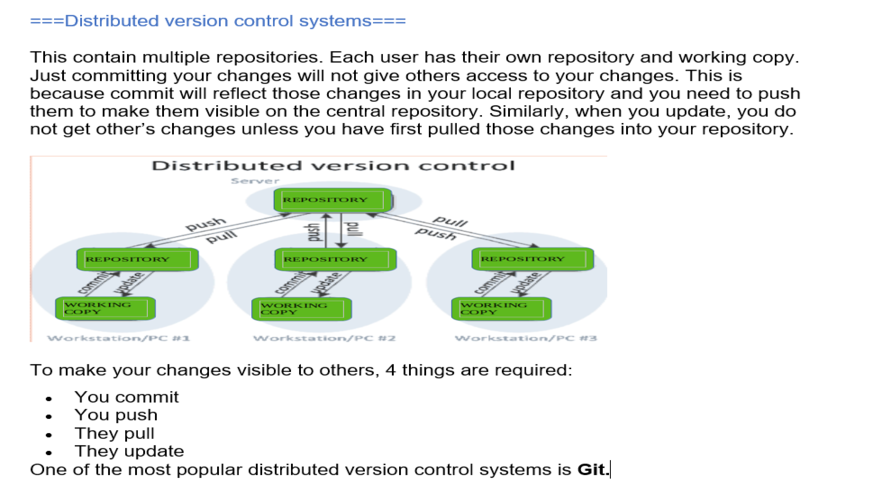 ===Distributed version control systems===
This contain multiple repositories. Each user has their own repository and working copy.
Just committing your changes will not give others access to your changes. This is
because commit will reflect those changes in your local repository and you need to push
them to make them visible on the central repository. Similarly, when you update, you do
not get other’s changes unless you have first pulled those changes into your repository.
Distributed version control
Server
REPOSITORY
push
pull
push
pull
pull
push
REPOSITORY
REPOSITORY
REPOSITORY
commit
update
commit
update
commit
update
WORKING
COPY
WORKING
COPY
WORKING
COPY
Workstation/PC #1
Workstation/PC #2
Workstation/PC #3
To make your changes visible to others, 4 things are required:
• You commit
• You push
• They pull
• They update
One of the most popular distributed version control systems is Git.